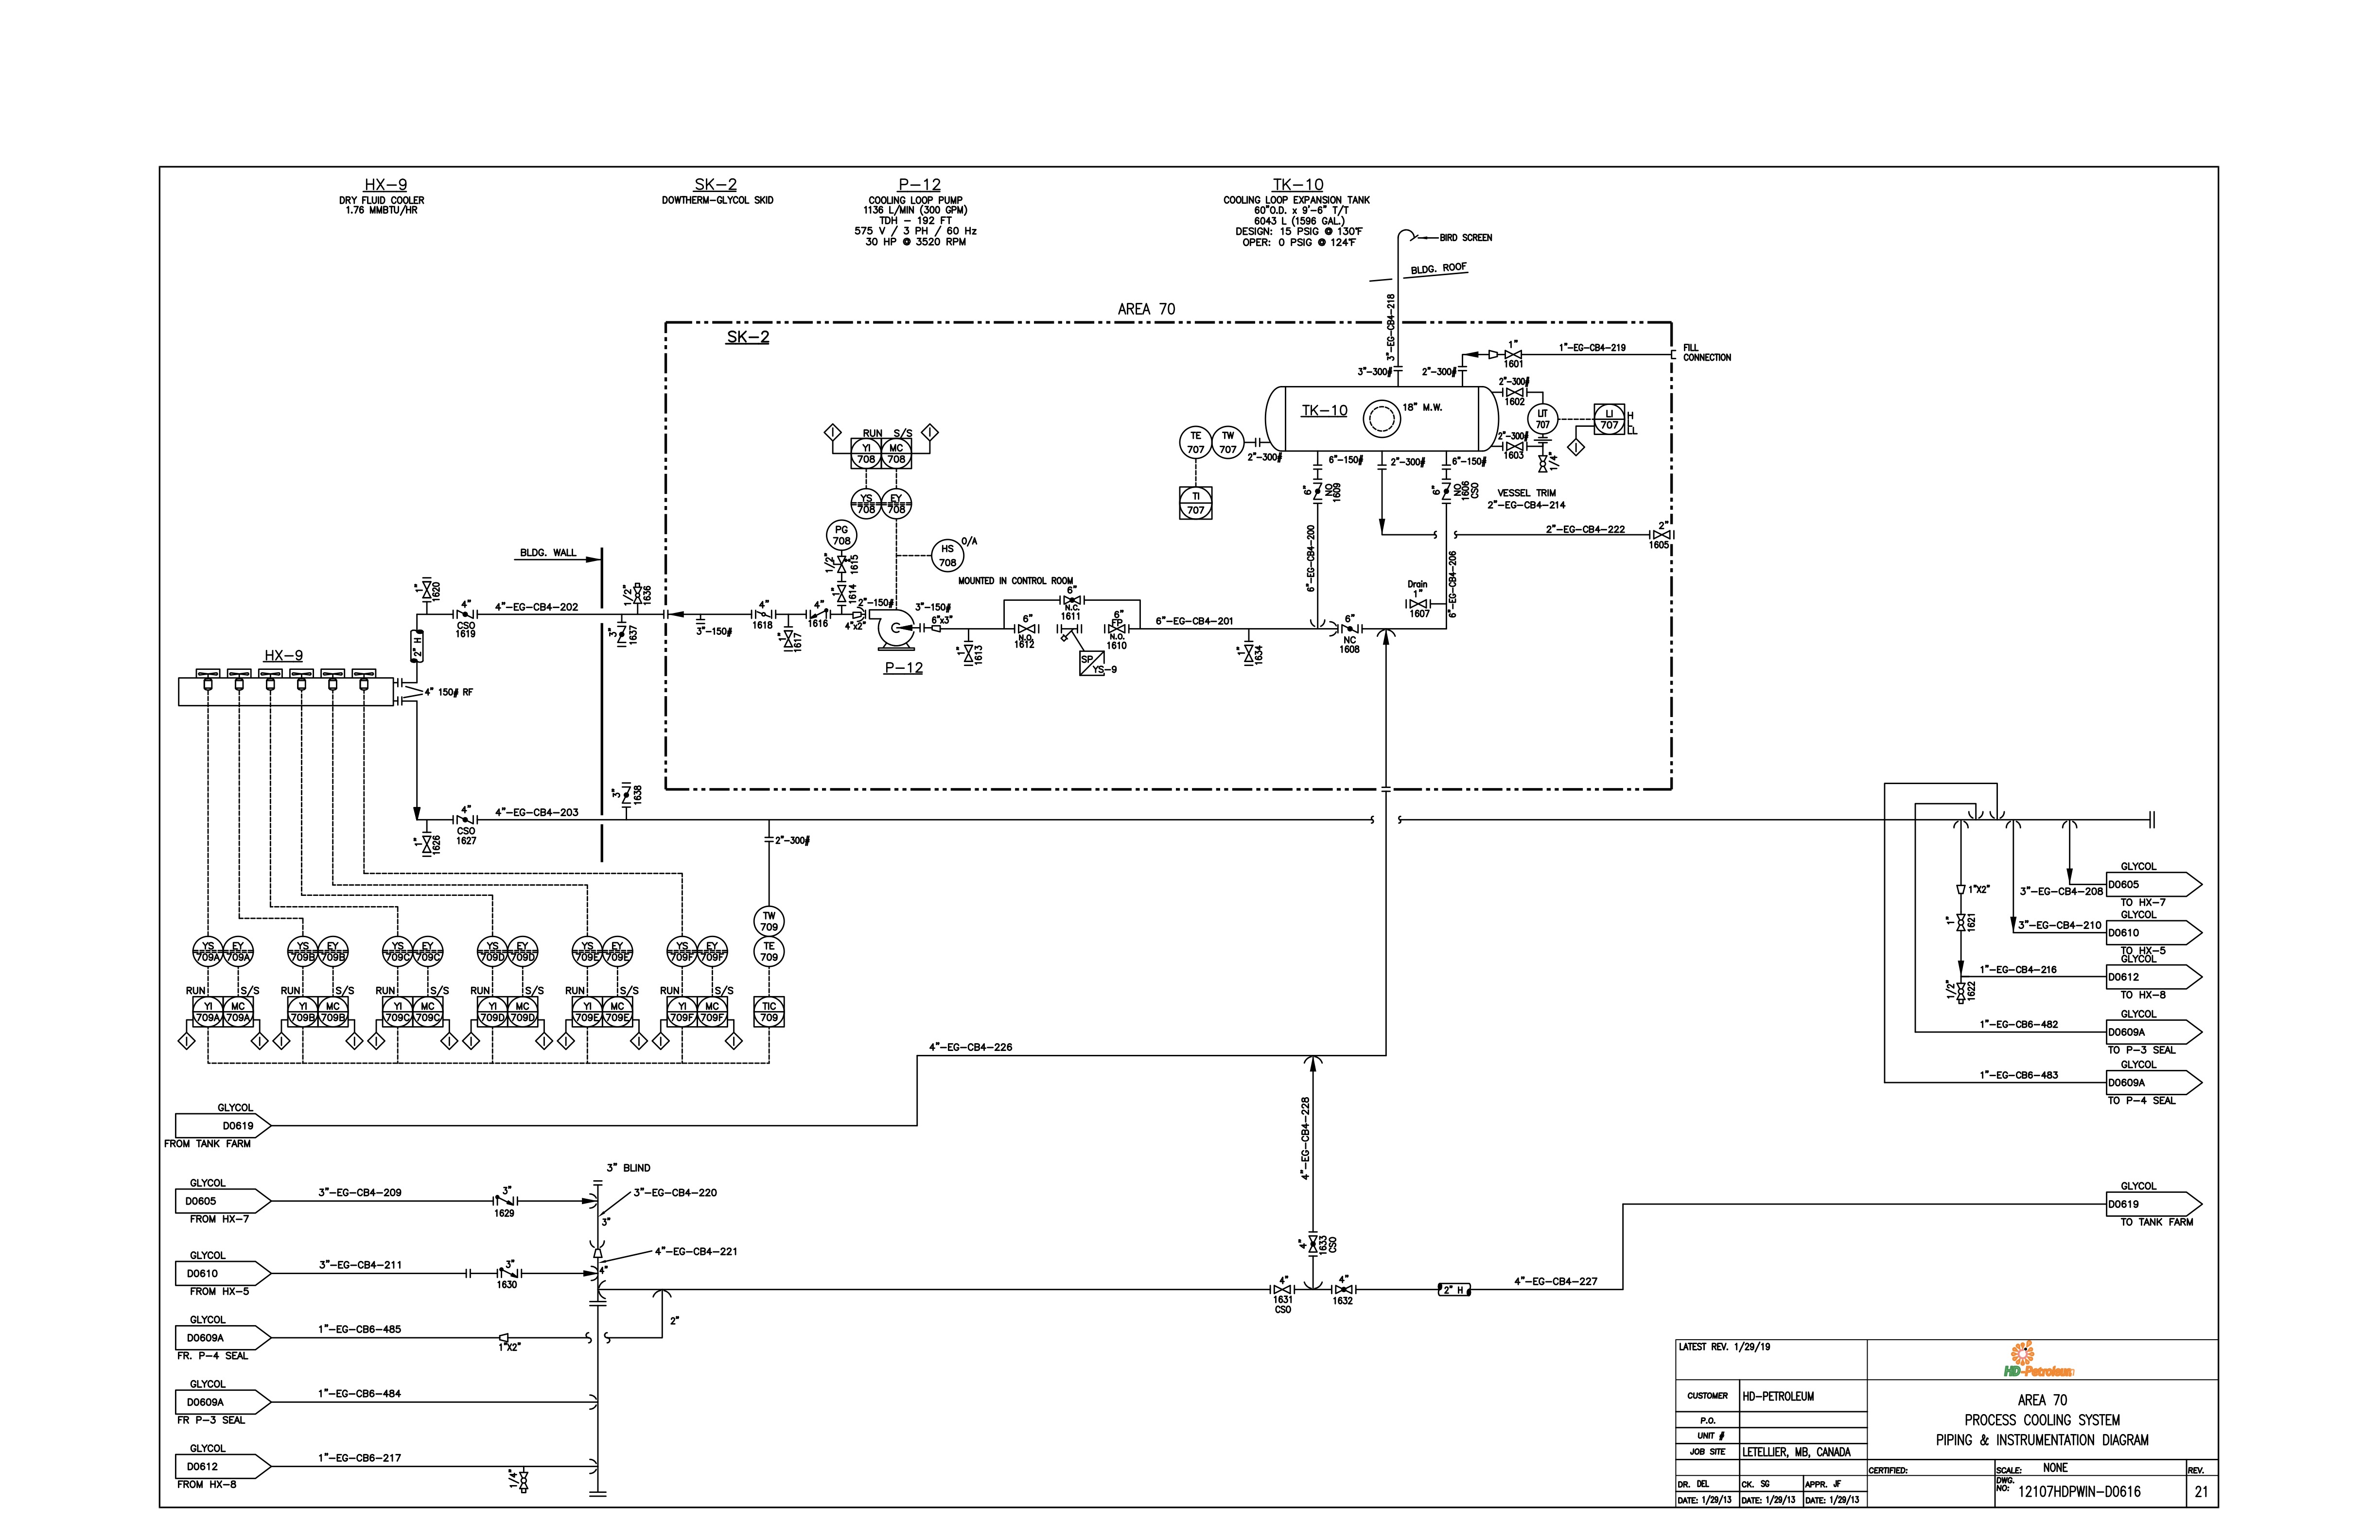 HX-9
DRY FLUID COOLER
1.76 MMBTU/HR
SK-2
DOWTHERM-GLYCOL SKID
P-12
COOLING LOOP PUMP
1136 L/MIN (300 GPM)
TDH - 192 FT
575 V / 3 PH / 60 Hz
30 HP @ 3520 RPM
TK-10
COOLING LOOP EXPANSION TANK
60"O.D. x 9'-6" T/T
6043 L (1596 GAL.)
DESIGN: 15 PSIG @ 130°F
OPER: 0 PSIG @ 124°F
BIRD SCREEN
BLDG. ROOF
3"-EG-CB4-218
AREA 70
SK-2
1"
1601
1"-EG-CB4-219
FILL
CONNECTION
3"-300#
2"-300#
TK-10
18" M.W.
2"-300#
1602
LIT
707
LI
707
H
L
2"-300#
1603
1/4"
I
TE
707
TW
707
2"-300#
TI
707
6"-150#
2"-300#
6"-150#
6"
NO
1609
6"
NO
1606
CSO
VESSEL TRIM
2"-EG-CB4-214
2"-EG-CB4-222
2"
1605
6"-EG-CB4-200
6"-EG-CB4-206
Drain
1"
1607
I
RUN
S/S
I
YI
708
MC
708
YS
708
EY
708
PG
708
1/2"
1615
1"
1614
HS
708
O/A
MOUNTED IN CONTROL ROOM
BLDG. WALL
1"
1620
4"
CSO
1619
4"-EG-CB4-202
1/2"
1636
3"
1637
3"-150#
4"
1618
1"
1617
4"
1616
4"x2"
2"-150#
3"-150#
6"x3"
P-12
1"
1613
6"
N.O.
1612
6"
N.C.
1611
6"
N.O.
1610
SP
YS-9
6"-EG-CB4-201
1"
1634
6"
NC
1608
2" H
HX-9
4" 150# RF
4"
CSO
1627
1"
1626
4"-EG-CB4-203
3"
1638
2"-300#
TW
709
TE
709
TIC
709
YS
709A
EY
709A
YS
709B
EY
709B
YS
709C
EY
709C
YS
709D
EY
709D
YS
709E
EY
709E
YS
709F
EY
709F
RUN
S/S
RUN
S/S
RUN
S/S
RUN
S/S
RUN
S/S
RUN
S/S
YI
709A
MC
709A
YI
709B
MC
709B
YI
709C
MC
709C
YI
709D
MC
709D
YI
709E
MC
709E
YI
709F
MC
709F
I
I
I
I
I
I
I
I
I
I
I
I
1"X2"
1"
1621
1/2"
1622
3"-EG-CB4-208
GLYCOL
D0605
TO HX-7
3"-EG-CB4-210
GLYCOL
D0610
TO HX-5
1"-EG-CB4-216
GLYCOL
D0612
TO HX-8
1"-EG-CB6-482
GLYCOL
D0609A
TO P-3 SEAL
1"-EG-CB6-483
GLYCOL
D0609A
TO P-4 SEAL
4"-EG-CB4-226
GLYCOL
D0619
FROM TANK FARM
4"-EG-CB4-228
3" BLIND
GLYCOL
D0605
FROM HX-7
3"-EG-CB4-209
3"
1629
3"-EG-CB4-220
3"
4"-EG-CB4-221
GLYCOL
D0610
FROM HX-5
3"-EG-CB4-211
3"
1630
4"
GLYCOL
D0609A
FR. P-4 SEAL
1"-EG-CB6-485
1"X2"
2"
GLYCOL
D0609A
FR P-3 SEAL
1"-EG-CB6-484
GLYCOL
D0612
FROM HX-8
1"-EG-CB6-217
1/4"
4"
1633
CSO
4"
1631
CSO
4"
1632
2" H
4"-EG-CB4-227
GLYCOL
D0619
TO TANK FARM
LATEST REV. 1/29/19
HD-Petroleum
CUSTOMER
HD-PETROLEUM
P.O.
UNIT #
JOB SITE
LETELLIER, MB, CANADA
AREA 70
PROCESS COOLING SYSTEM
PIPING & INSTRUMENTATION DIAGRAM
DR. DEL
CK. SG
APPR. JF
DATE: 1/29/13
DATE: 1/29/13
DATE: 1/29/13
CERTIFIED:
SCALE: NONE
DWG.
NO: 12107HDPWIN-D0616
REV.
21